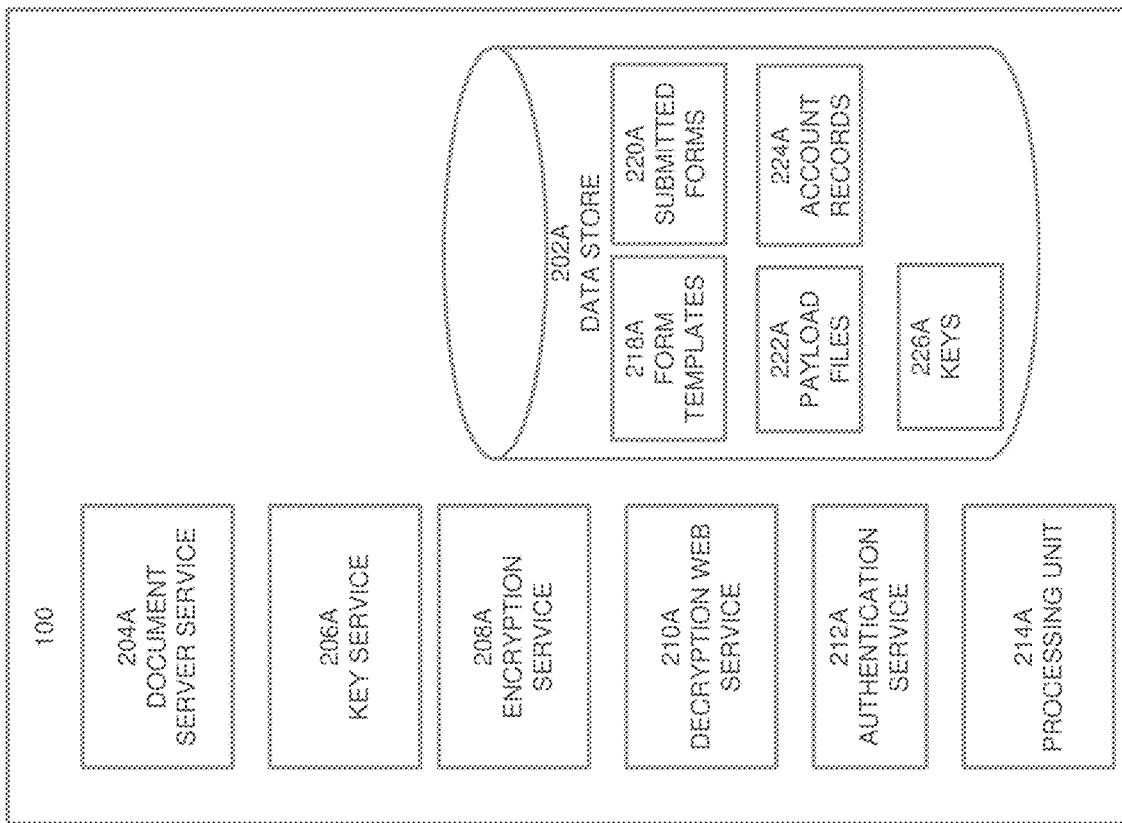 100
204A
DOCUMENT
SERVER SERVICE
206A
KEY SERVICE
208A
ENCRYPTION
SERVICE
210A
DECRYPTION WEB
SERVICE
212A
AUTHENTICATION
SERVICE
214A
PROCESSING UNIT
202A
DATA STORE
218A
FORM
TEMPLATES
220A
SUBMITTED
FORMS
222A
PAYLOAD
FILES
224A
ACCOUNT
RECORDS
226A
KEYS